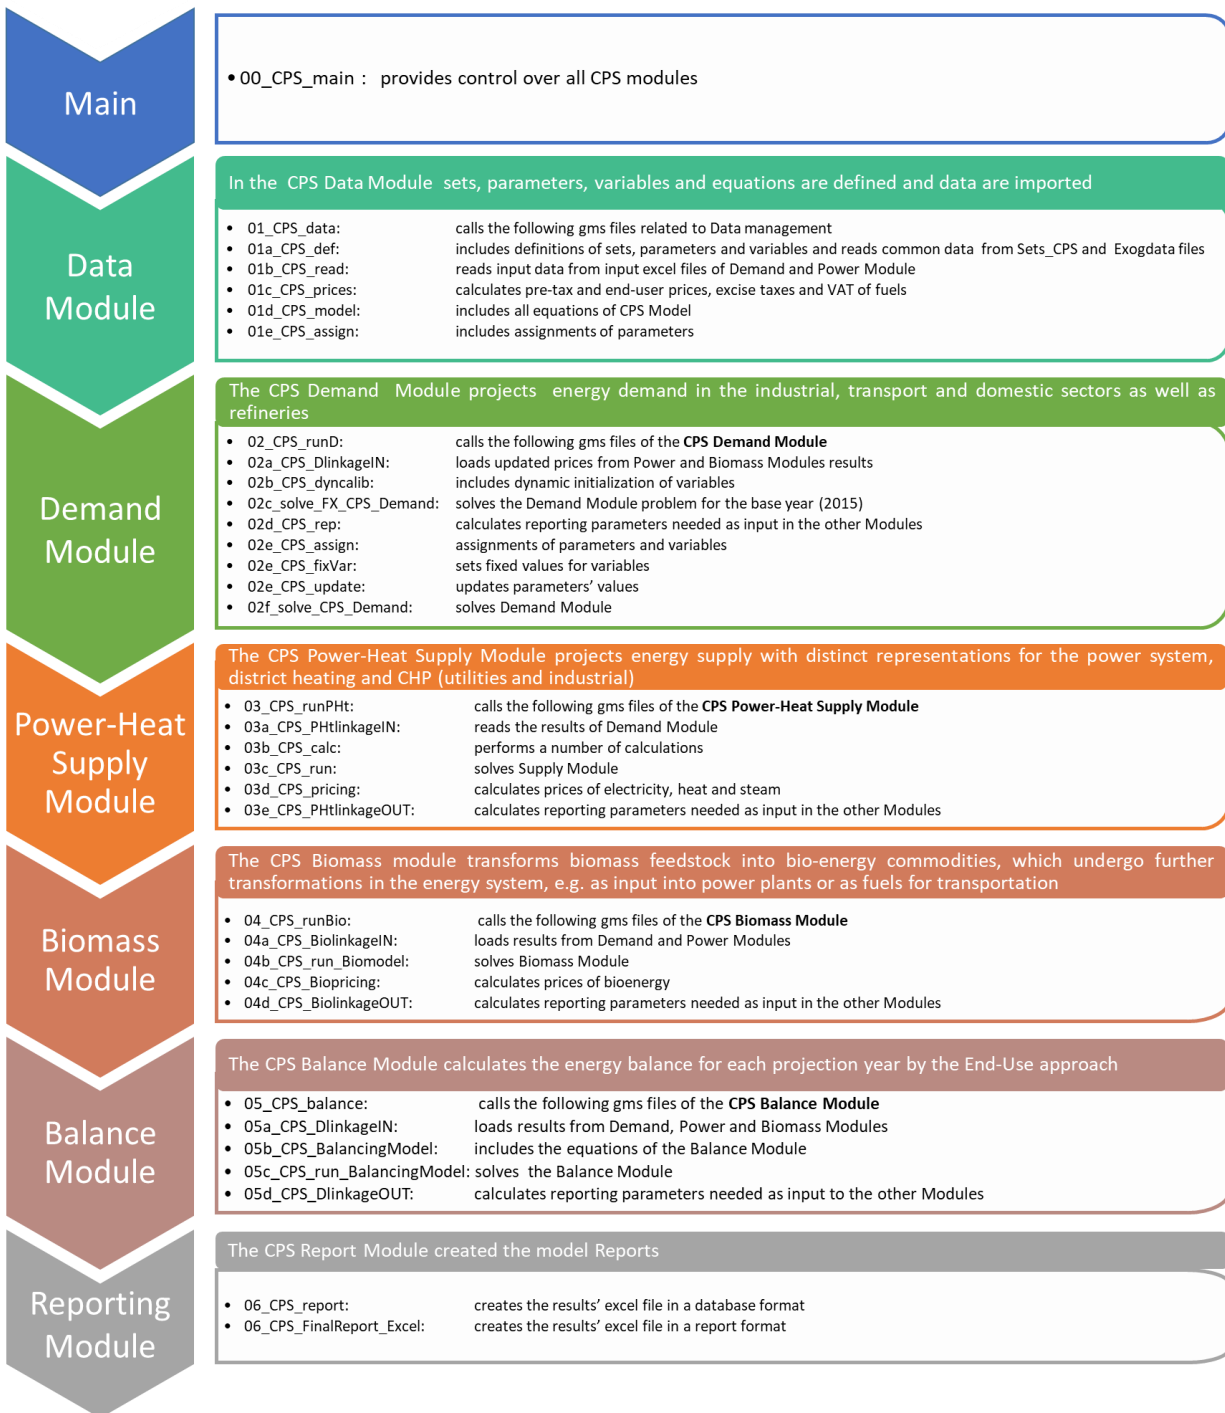 Main
• 00_CPS_main : provides control over all CPS modules
Data
Module
In the CPS Data Module sets, parameters, variables and equations are defined and data are imported
• 01_CPS_data: calls the following gms files related to Data management
• 01a_CPS_def: includes definitions of sets, parameters and variables and reads common data from Sets_CPS and Exogdata files
• 01b_CPS_read: reads input data from input excel files of Demand and Power Module
• 01c_CPS_prices: calculates pre-tax and end-user prices, excise taxes and VAT of fuels
• 01d_CPS_model: includes all equations of CPS Model
• 01e_CPS_assign: includes assignments of parameters
Demand
Module
The CPS Demand Module projects energy demand in the industrial, transport and domestic sectors as well as
refineries
• 02_CPS_runD: calls the following gms files of the CPS Demand Module
• 02a_CPS_DlinkageIN: loads updated prices from Power and Biomass Modules results
• 02b_CPS_dyncalib: includes dynamic initialization of variables
• 02c_solve_FX_CPS_Demand: solves the Demand Module problem for the base year (2015)
• 02d_CPS_rep: calculates reporting parameters needed as input in the other Modules
• 02e_CPS_assign: assignments of parameters and variables
• 02e_CPS_fixVar: sets fixed values for variables
• 02e_CPS_update: updates parameters’ values
• 02f_solve_CPS_Demand: solves Demand Module
Power-Heat
Supply
Module
The CPS Power-Heat Supply Module projects energy supply with distinct representations for the power system,
district heating and CHP (utilities and industrial)
• 03_CPS_runPHt: calls the following gms files of the CPS Power-Heat Supply Module
• 03a_CPS_PHtlinkageIN: reads the results of Demand Module
• 03b_CPS_calc: performs a number of calculations
• 03c_CPS_run: solves Supply Module
• 03d_CPS_pricing: calculates prices of electricity, heat and steam
• 03e_CPS_PHtlinkageOUT: calculates reporting parameters needed as input in the other Modules
Biomass
Module
The CPS Biomass module transforms biomass feedstock into bio-energy commodities, which undergo further
transformations in the energy system, e.g. as input into power plants or as fuels for transportation
• 04_CPS_runBio: calls the following gms files of the CPS Biomass Module
• 04a_CPS_BiolinkageIN: loads results from Demand and Power Modules
• 04b_CPS_run_Biomodel: solves Biomass Module
• 04c_CPS_Biopricing: calculates prices of bioenergy
• 04d_CPS_BiolinkageOUT: calculates reporting parameters needed as input in the other Modules
Balance
Module
The CPS Balance Module calculates the energy balance for each projection year by the End-Use approach
• 05_CPS_balance: calls the following gms files of the CPS Balance Module
• 05a_CPS_DlinkageIN: loads results from Demand, Power and Biomass Modules
• 05b_CPS_BalancingModel: includes the equations of the Balance Module
• 05c_CPS_run_BalancingModel: solves the Balance Module
• 05d_CPS_DlinkageOUT: calculates reporting parameters needed as input to the other Modules
Reporting
Module
The CPS Report Module created the model Reports
• 06_CPS_report: creates the results’ excel file in a database format
• 06_CPS_FinalReport_Excel: creates the results’ excel file in a report format